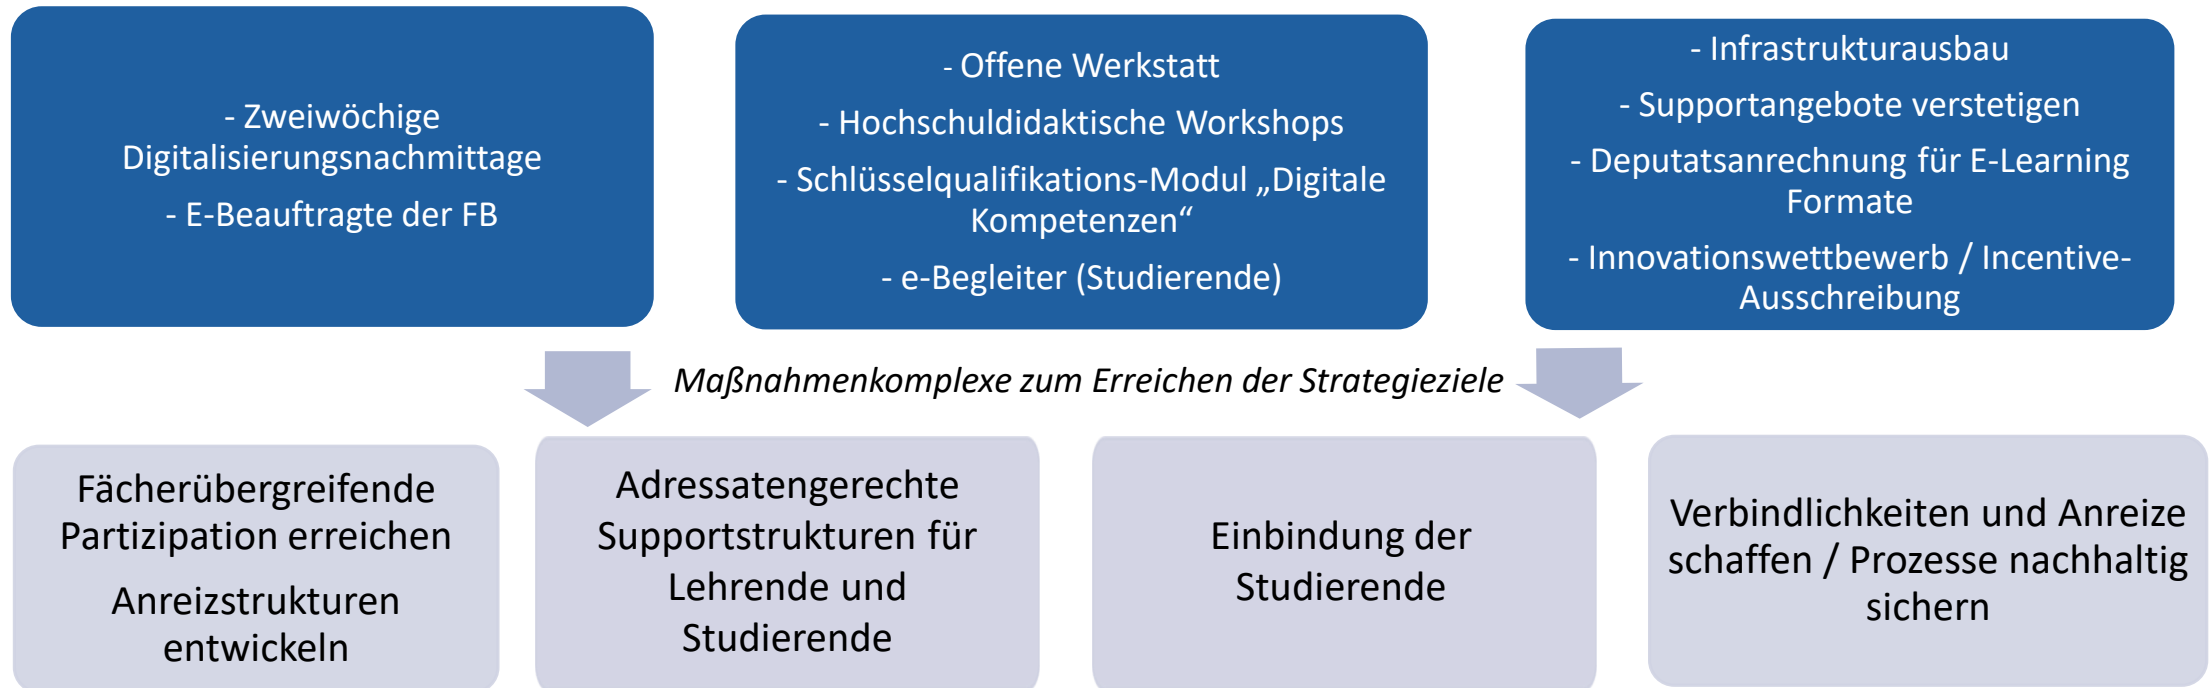 - Zweiwöchige
Digitalisierungsnachmittage
- E-Beauftragte der FB
- Offene Werkstatt
- Hochschuldidaktische Workshops
- Schlüsselqualifikations-Modul „Digitale
Kompetenzen“
- e-Begleiter (Studierende)
- Infrastrukturausbau
- Supportangebote verstetigen
- Deputatsanrechnung für E-Learning
Formate
- Innovationswettbewerb / Incentive-
Ausschreibung
Maßnahmenkomplexe zum Erreichen der Strategieziele
Fächerübergreifende
Partizipation erreichen
Anreizstrukturen
entwickeln
Adressatengerechte
Supportstrukturen für
Lehrende und
Studierende
Einbindung der
Studierende
Verbindlichkeiten und Anreize
schaffen / Prozesse nachhaltig
sichern